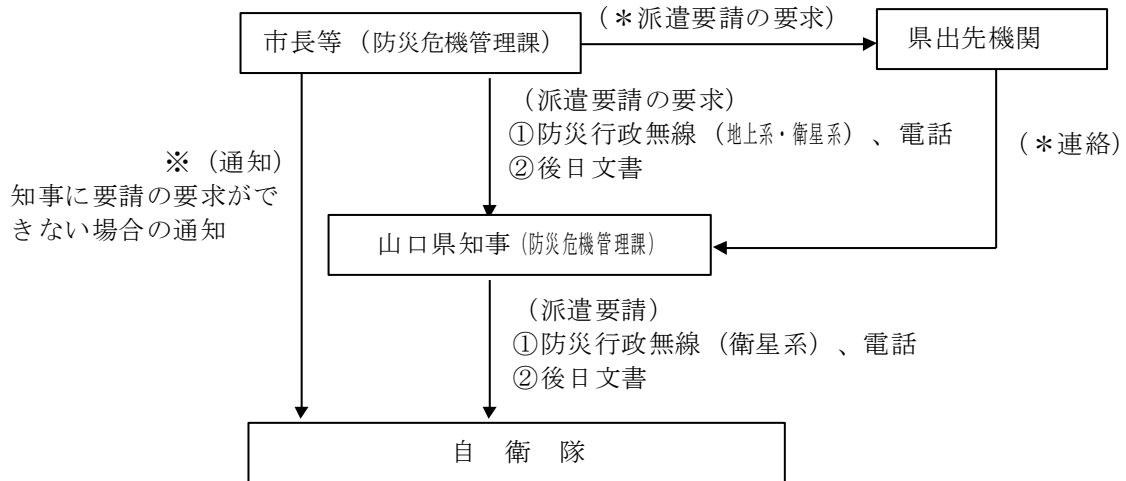 （＊派遣要請の要求）
市長等（防災危機管理課）
県出先機関
（派遣要請の要求）
①防災行政無線（地上系・衛星系）、電話
②後日文書
（＊連絡）
※（通知）
知事に要請の要求がで
きない場合の通知
山口県知事（防災危機管理課）
（派遣要請）
①防災行政無線（衛星系）、電話
②後日文書
自　衛　隊